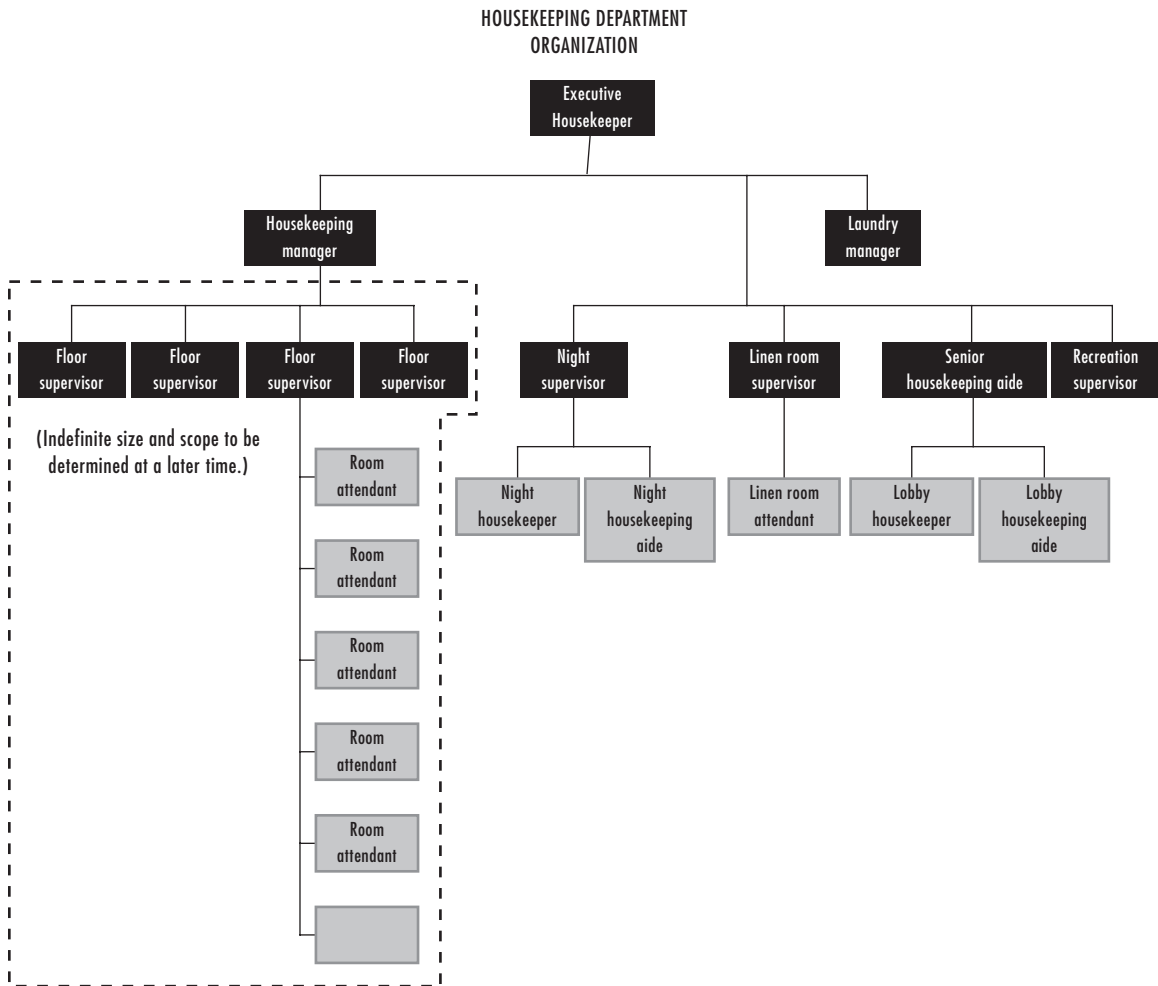 HOUSEKEEPING DEPARTMENT
ORGANIZATION
Executive
Housekeeper
Housekeeping
manager
Laundry
manager
Floor
supervisor
Floor
supervisor
Floor
supervisor
Floor
supervisor
Night
supervisor
Linen room
supervisor
Senior
housekeeping aide
Recreation
supervisor
(Indefinite size and scope to be
determined at a later time.)
Room
attendant
Room
attendant
Room
attendant
Room
attendant
Room
attendant
Night
housekeeper
Night
housekeeping
aide
Linen room
attendant
Lobby
housekeeper
Lobby
housekeeping
aide